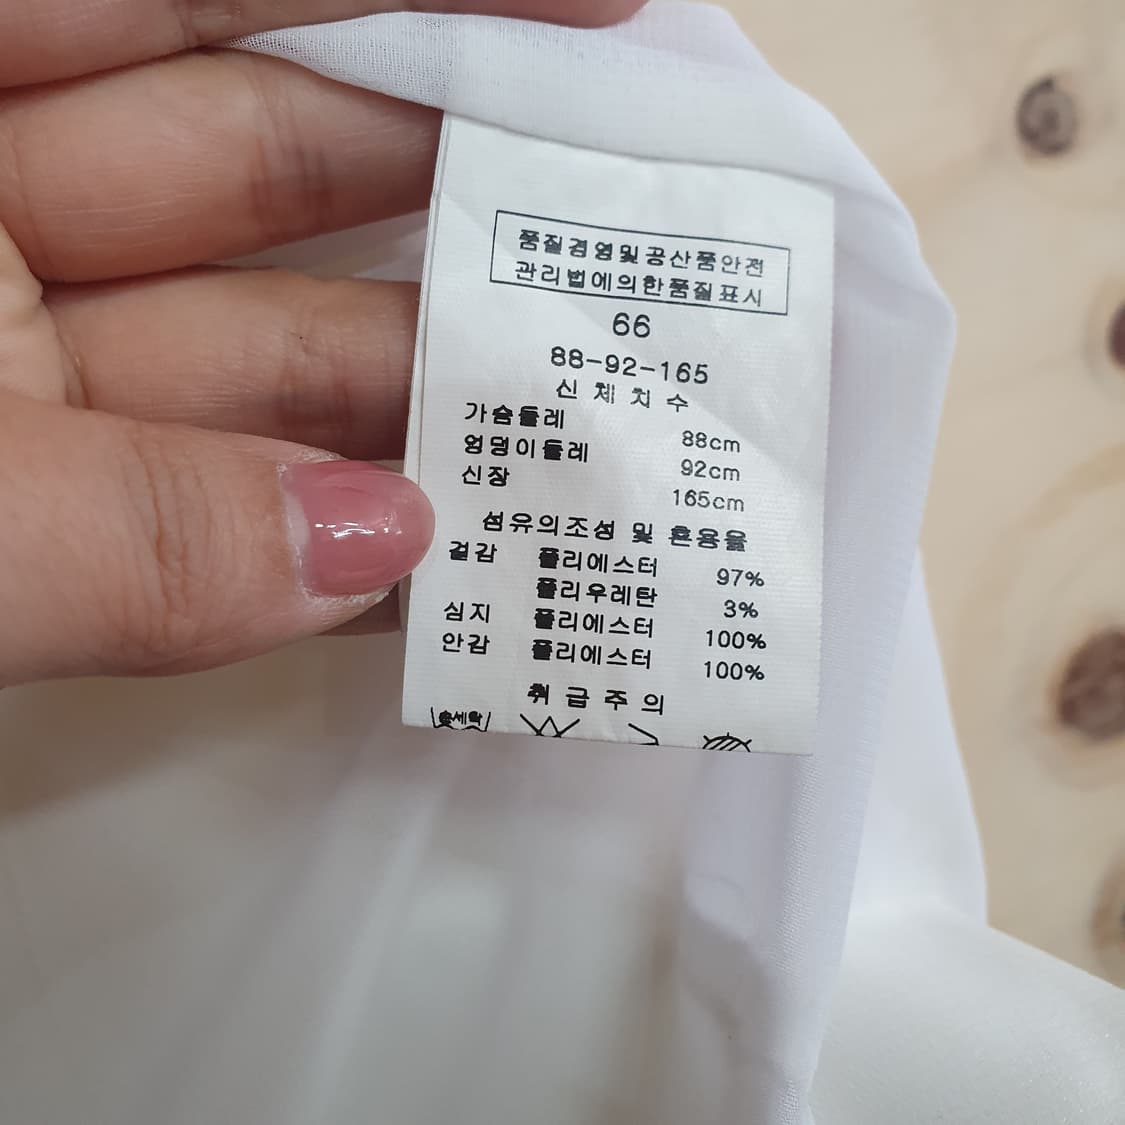 품질경영및공산품안전
관리법에의한품질표시
66
88-92-165
신체치수
가슴둘레 88cm
엉덩이둘레 92cm
신장 165cm
섬유의조성 및 혼용율
겉감 폴리에스터 97%
폴리우레탄 3%
심지 폴리에스터 100%
안감 폴리에스터 100%
취급주의